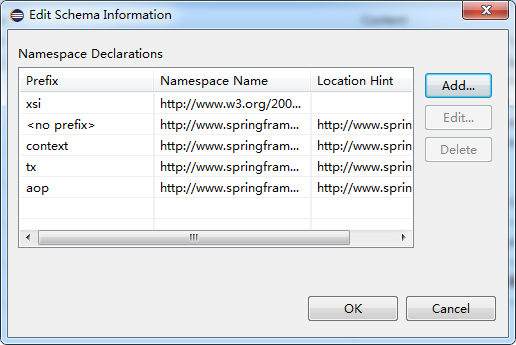 Edit Schema Information
Content
Namespace Declarations
Prefix Namespace Name Location Hint
xsi http://www.w3.org/200...
<no prefix> http://www.springfram... http://www.sprin
context http://www.springfram... http://www.sprin
tx http://www.springfram... http://www.sprin
aop http://www.springfram... http://www.sprin
Add...
Edit...
Delete
OK
Cancel